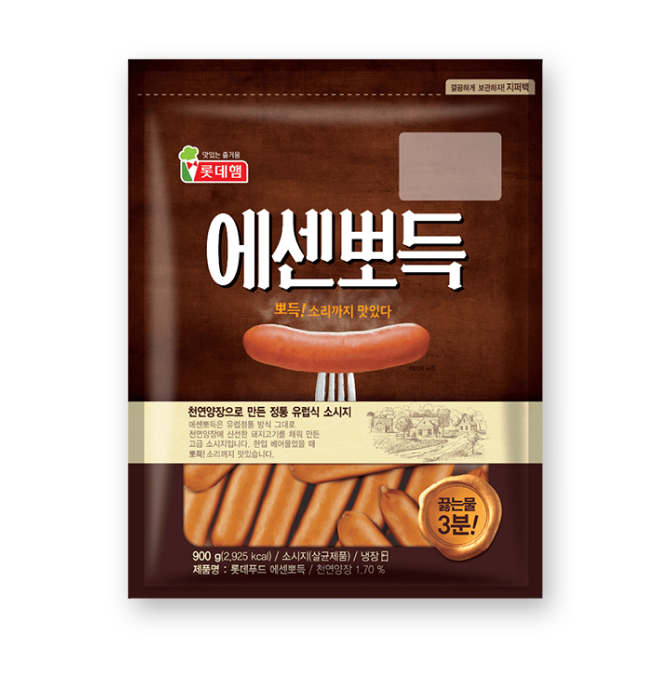 깔끔하게 보관하자! 지퍼백
맛있는 즐거움
롯데햄
에센뽀득
뽀득! 소리까지 맛있다
천연양장으로 만든 정통 유럽식 소시지
에센뽀득은 유럽정통 방식 그대로
천연양장에 신선한 돼지고기를 채워 만든
고급 소시지입니다. 한입 베어물었을 때
뽀득! 소리까지 맛있습니다.
끓는물
3분!
900 g(2,925 kcal) / 소시지(살균제품) / 냉장
제품명 : 롯데푸드 에센뽀득 / 천연양장 1.70 %